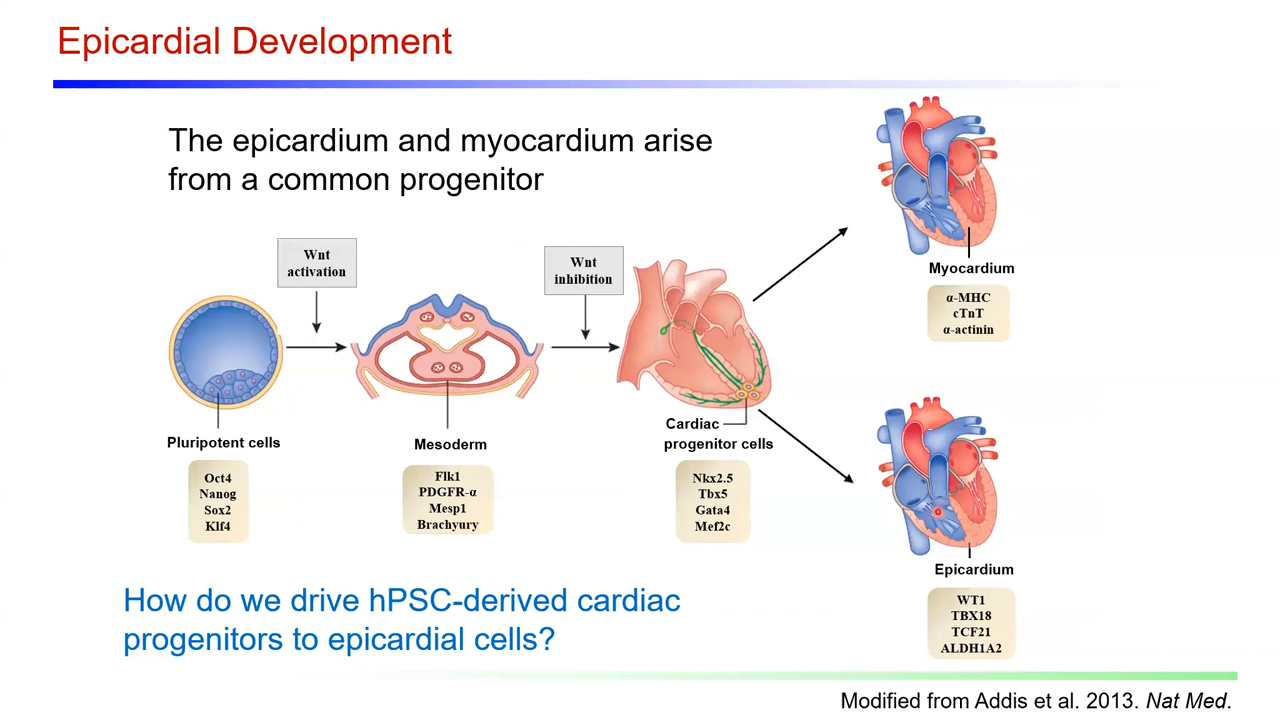 Epicardial Development
The epicardium and myocardium arise
from a common progenitor
Wnt
activation
Wnt
inhibition
Pluripotent cells
Oct4
Nanog
Sox2
Klf4
Mesoderm
Flk1
PDGFR-α
Mesp1
Brachyury
Cardiac
progenitor cells
Nkx2.5
Tbx5
Gata4
Mef2c
Myocardium
α-MHC
cTnT
α-actinin
Epicardium
WT1
TBX18
TCF21
ALDH1A2
How do we drive hPSC-derived cardiac
progenitors to epicardial cells?
Modified from Addis et al. 2013. Nat Med.